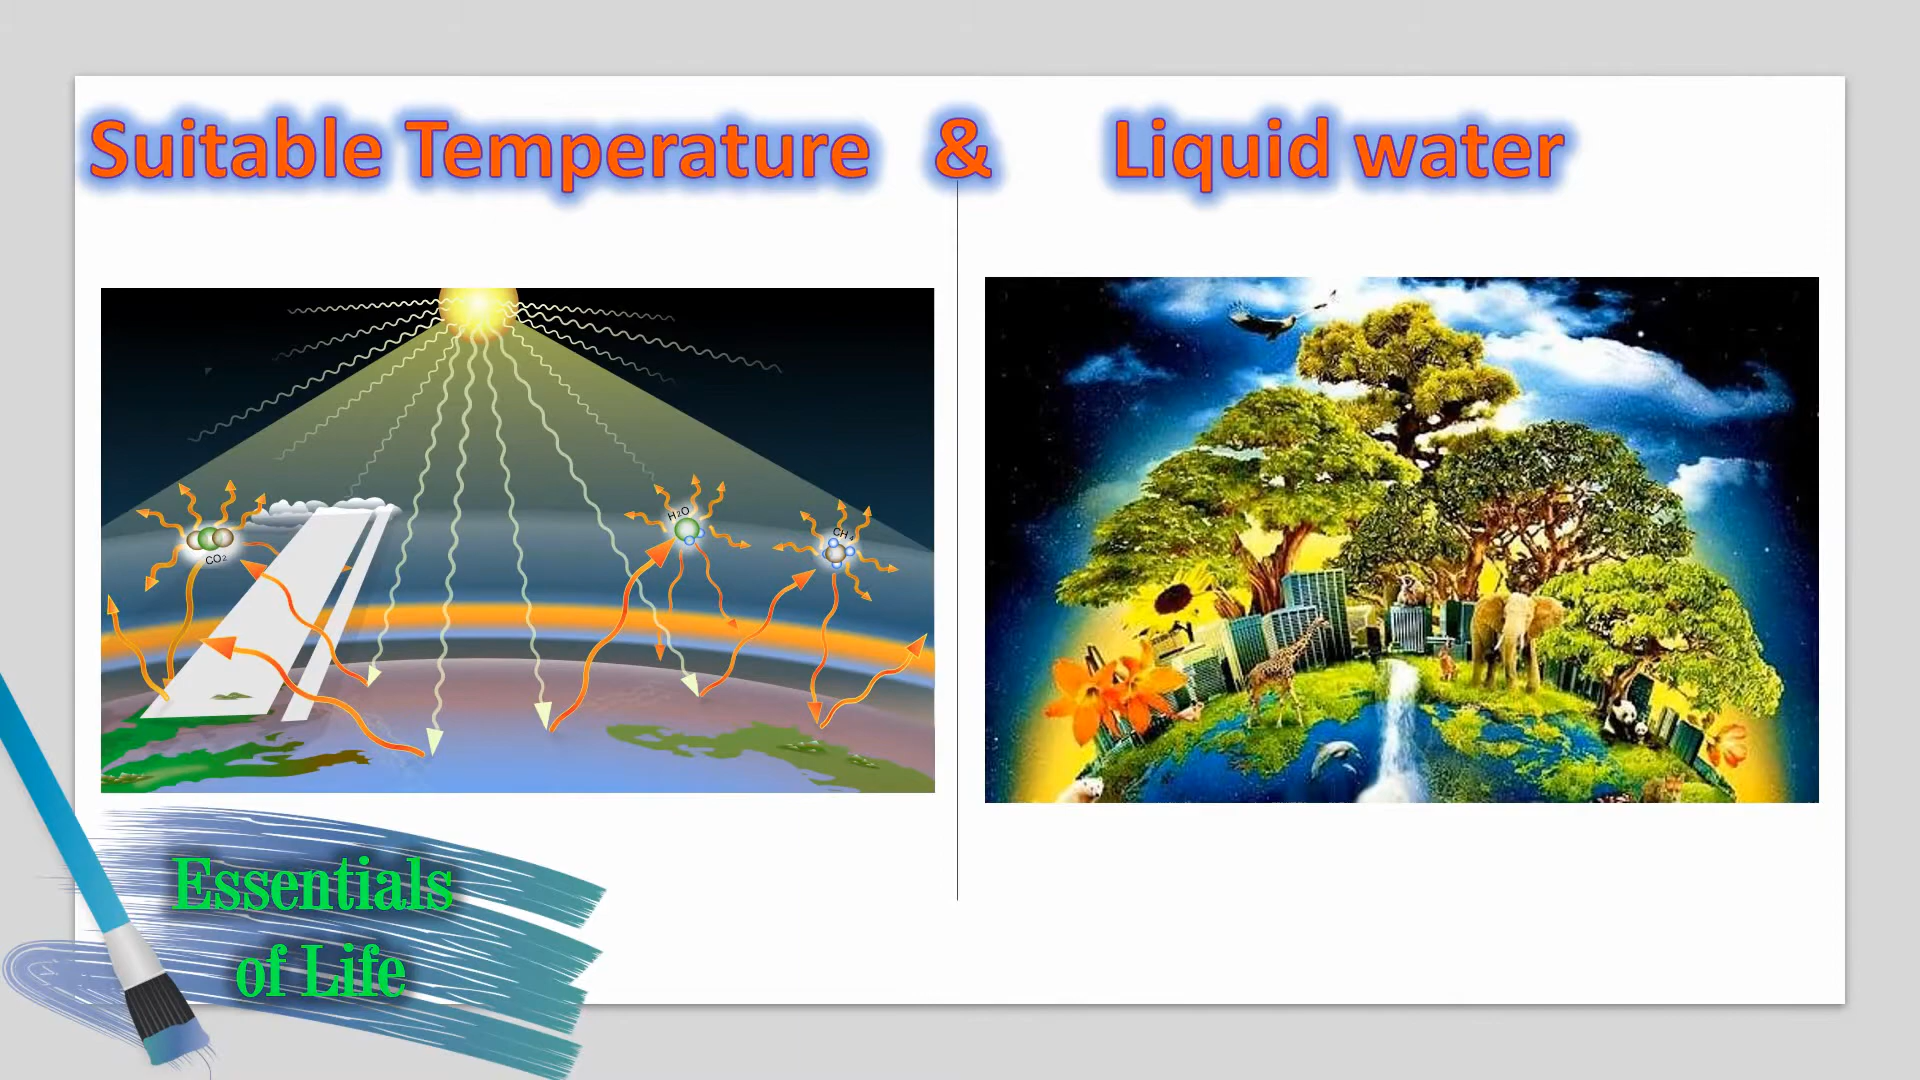 Suitable Temperature & Liquid water
CO₂
H₂O
CH₄
Essentials
of Life